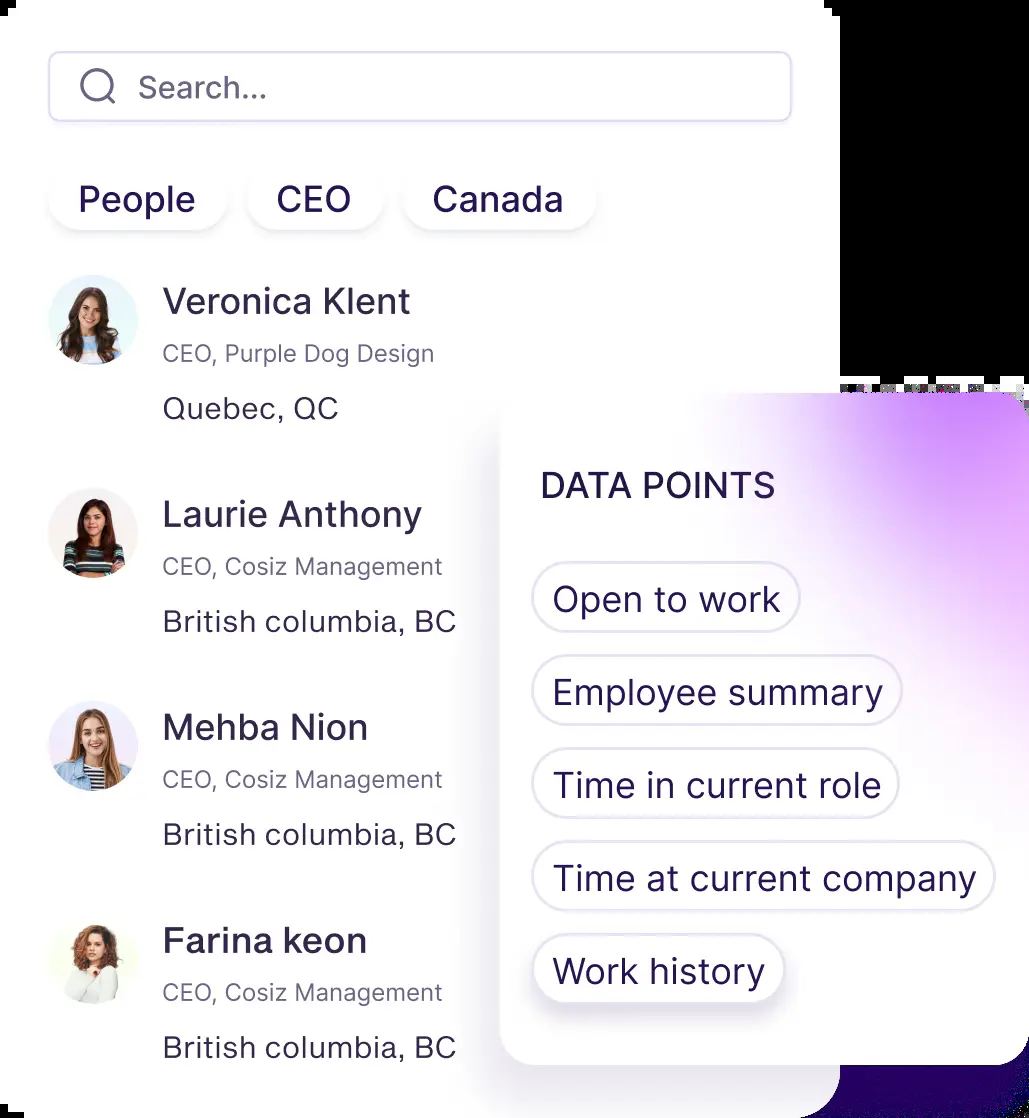 Search...
People
CEO
Canada
Veronica Klent
CEO, Purple Dog Design
Quebec, QC
Laurie Anthony
CEO, Cosiz Management
British columbia, BC
Mehba Nion
CEO, Cosiz Management
British columbia, BC
Farina keon
CEO, Cosiz Management
British columbia, BC
DATA POINTS
Open to work
Employee summary
Time in current role
Time at current company
Work history